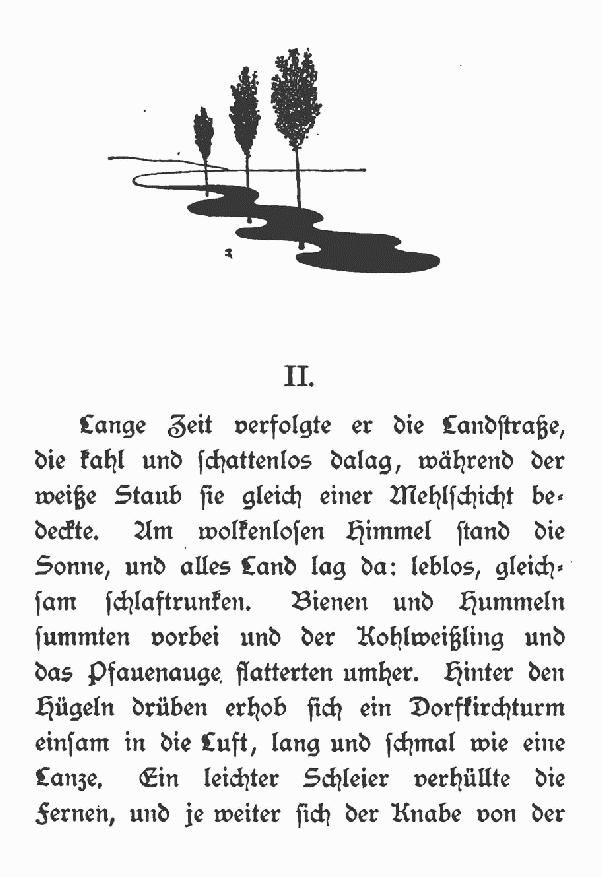 II.
Lange Zeit verfolgte er die Landſtraße,
die kahl und ſchattenlos dalag, während der
weiße Staub ſie gleich einer Mehlſchicht be⸗
deckte. Am wolkenloſen Himmel ſtand die
Sonne, und alles Land lag da: leblos, gleich⸗
ſam ſchlaftrunken. Bienen und Hummeln
ſummten vorbei und der Kohlweißling und
das Pfauenauge flatterten umher. Hinter den
Hügeln drüben erhob ſich ein Dorfkirchturm
einſam in die Luft, lang und ſchmal wie eine
Lanze. Ein leichter Schleier verhüllte die
Fernen, und je weiter ſich der Knabe von der